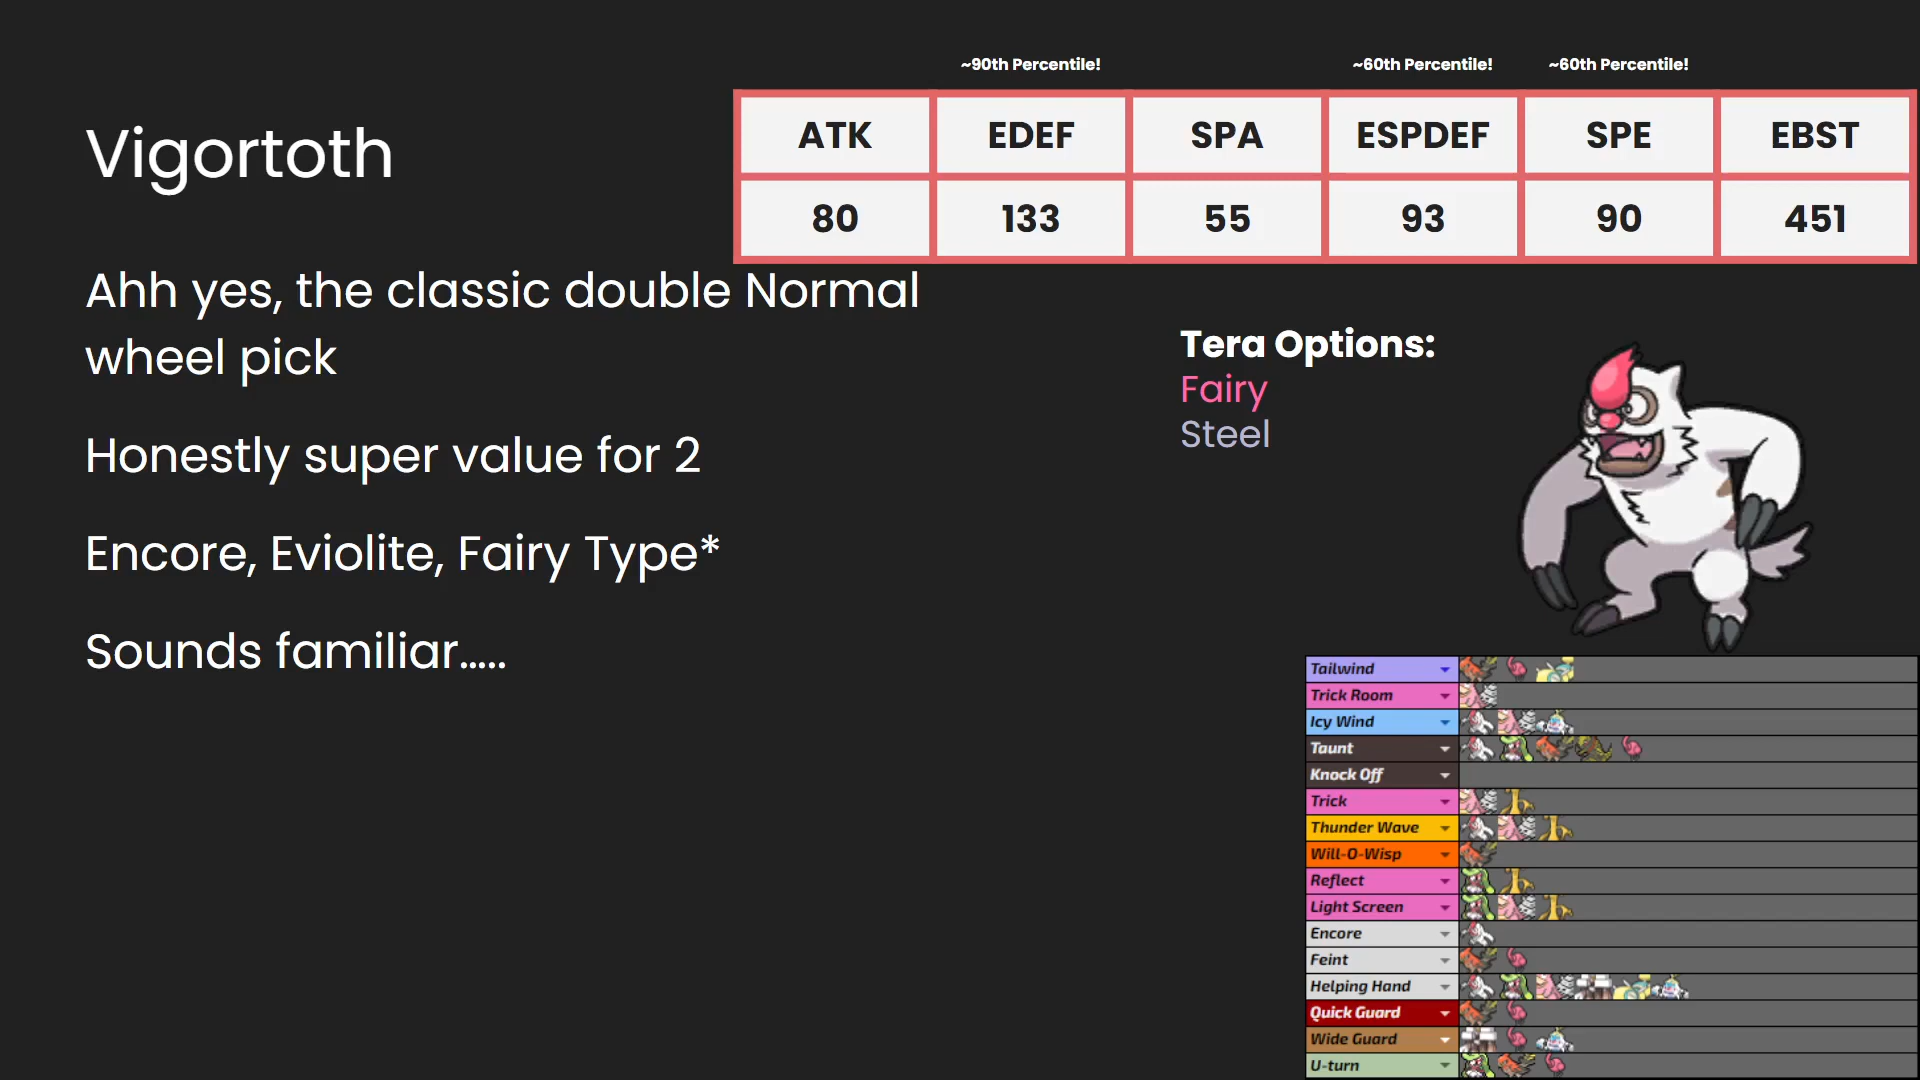 ~90th Percentile!
~60th Percentile!
~60th Percentile!
ATK EDEF SPA ESPDEF SPE EBST
80 133 55 93 90 451
Vigortoth
Ahh yes, the classic double Normal
wheel pick
Honestly super value for 2
Encore, Eviolite, Fairy Type*
Sounds familiar.....
Tera Options:
Fairy
Steel
Tailwind
Trick Room
Icy Wind
Taunt
Knock Off
Trick
Thunder Wave
Will-O-Wisp
Reflect
Light Screen
Encore
Feint
Helping Hand
Quick Guard
Wide Guard
U-turn